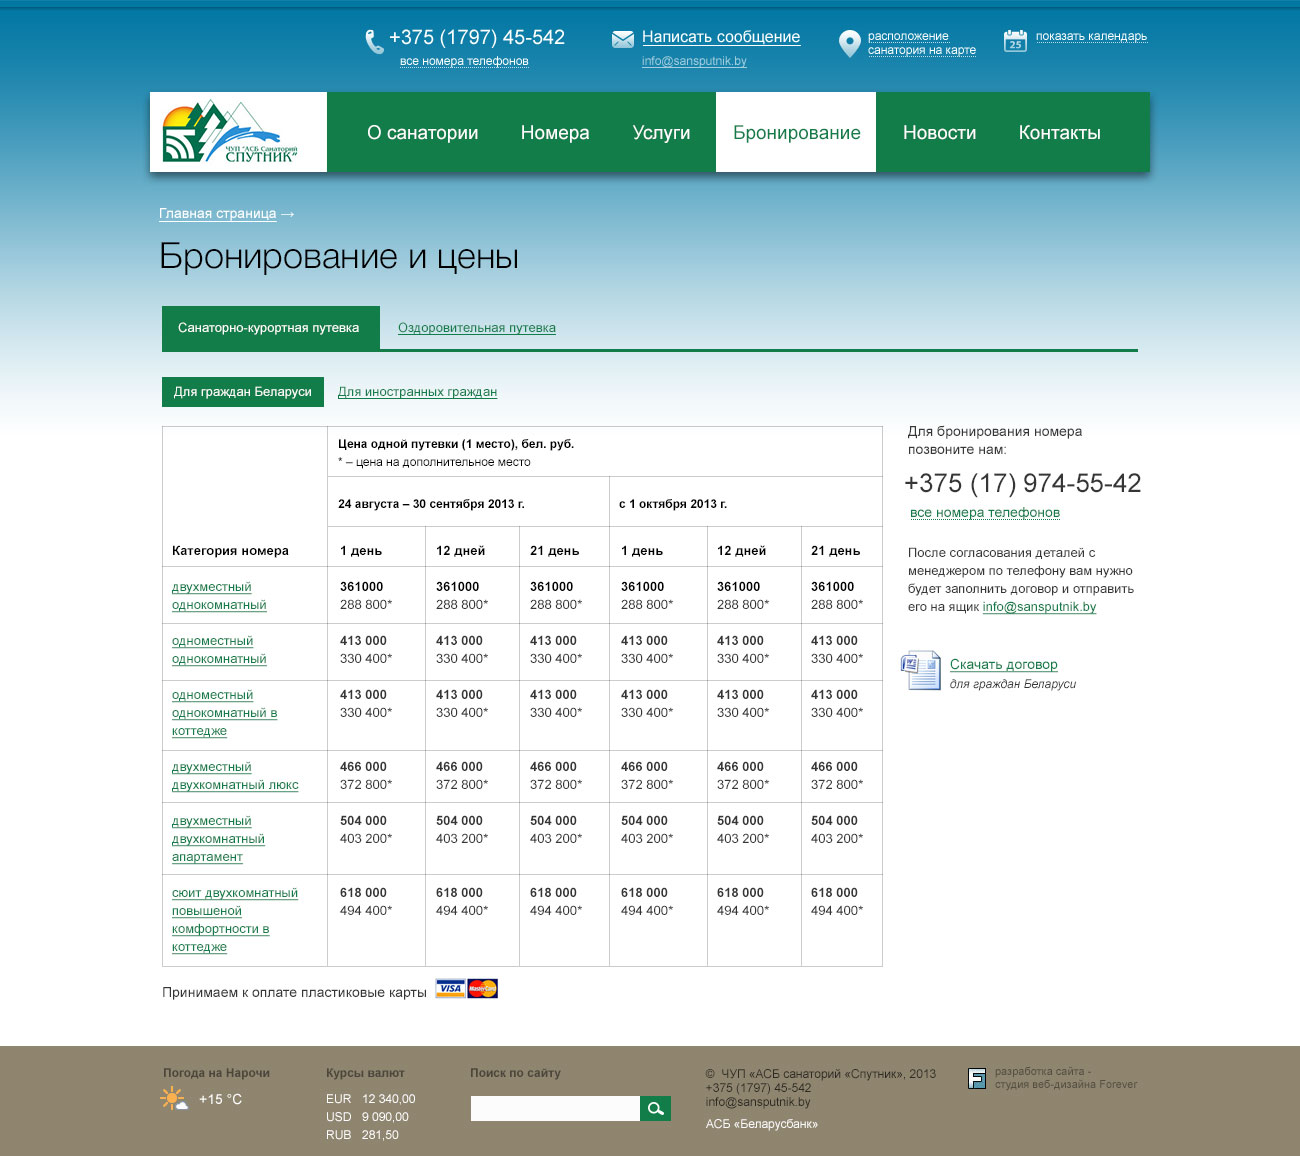 +375 (1797) 45-542
все номера телефонов
Написать сообщение
info@sansputnik.by
расположение
санатория на карте
25
показать календарь
ЧУП "АСБ Санаторий
СПУТНИК"
О санатории Номера Услуги Бронирование Новости Контакты
Главная страница →
Бронирование и цены
Санаторно-курортная путевка Оздоровительная путевка
Для граждан Беларуси Для иностранных граждан
Цена одной путевки (1 место), бел. руб.
* – цена на дополнительное место
24 августа – 30 сентября 2013 г. с 1 октября 2013 г.
Категория номера 1 день 12 дней 21 день 1 день 12 дней 21 день
двухместный 361000 361000 361000 361000 361000 361000
однокомнатный 288 800* 288 800* 288 800* 288 800* 288 800* 288 800*
одноместный 413 000 413 000 413 000 413 000 413 000 413 000
однокомнатный 330 400* 330 400* 330 400* 330 400* 330 400* 330 400*
одноместный 413 000 413 000 413 000 413 000 413 000 413 000
однокомнатный в 330 400* 330 400* 330 400* 330 400* 330 400* 330 400*
коттедже
двухместный 466 000 466 000 466 000 466 000 466 000 466 000
двухкомнатный люкс 372 800* 372 800* 372 800* 372 800* 372 800* 372 800*
двухместный 504 000 504 000 504 000 504 000 504 000 504 000
двухкомнатный 403 200* 403 200* 403 200* 403 200* 403 200* 403 200*
апартамент
сюит двухкомнатный 618 000 618 000 618 000 618 000 618 000 618 000
повышеной 494 400* 494 400* 494 400* 494 400* 494 400* 494 400*
комфортности в
коттедже
Принимаем к оплате пластиковые карты VISA MasterCard
Для бронирования номера
позвоните нам:
+375 (17) 974-55-42
все номера телефонов
После согласования деталей с
менеджером по телефону вам нужно
будет заполнить договор и отправить
его на ящик info@sansputnik.by
W
Скачать договор
для граждан Беларуси
Погода на Нарочи
+15 °C
Курсы валют
EUR 12 340,00
USD 9 090,00
RUB 281,50
Поиск по сайту
© ЧУП «АСБ санаторий «Спутник», 2013
+375 (1797) 45-542
info@sansputnik.by
АСБ «Беларусбанк»
F
разработка сайта -
студия веб-дизайна Forever